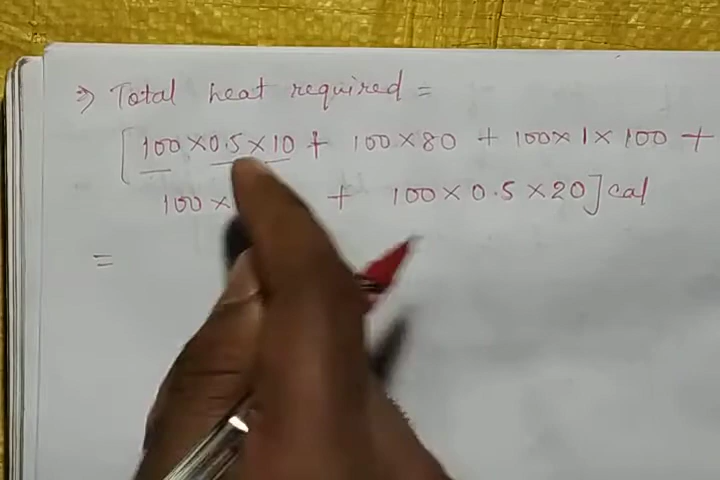 ⇒ Total heat required =
[100 × 0.5 × 10 + 100 × 80 + 100 × 1 × 100 +
100 × + 100 × 0.5 × 20] cal
=